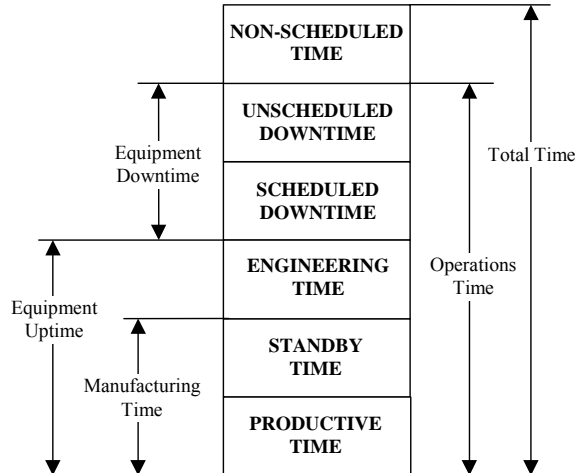 NON-SCHEDULED
TIME
UNSCHEDULED
DOWNTIME
Equipment
Downtime
Total Time
SCHEDULED
DOWNTIME
ENGINEERING
TIME
Operations
Time
Equipment
Uptime
STANDBY
TIME
Manufacturing
Time
PRODUCTIVE
TIME